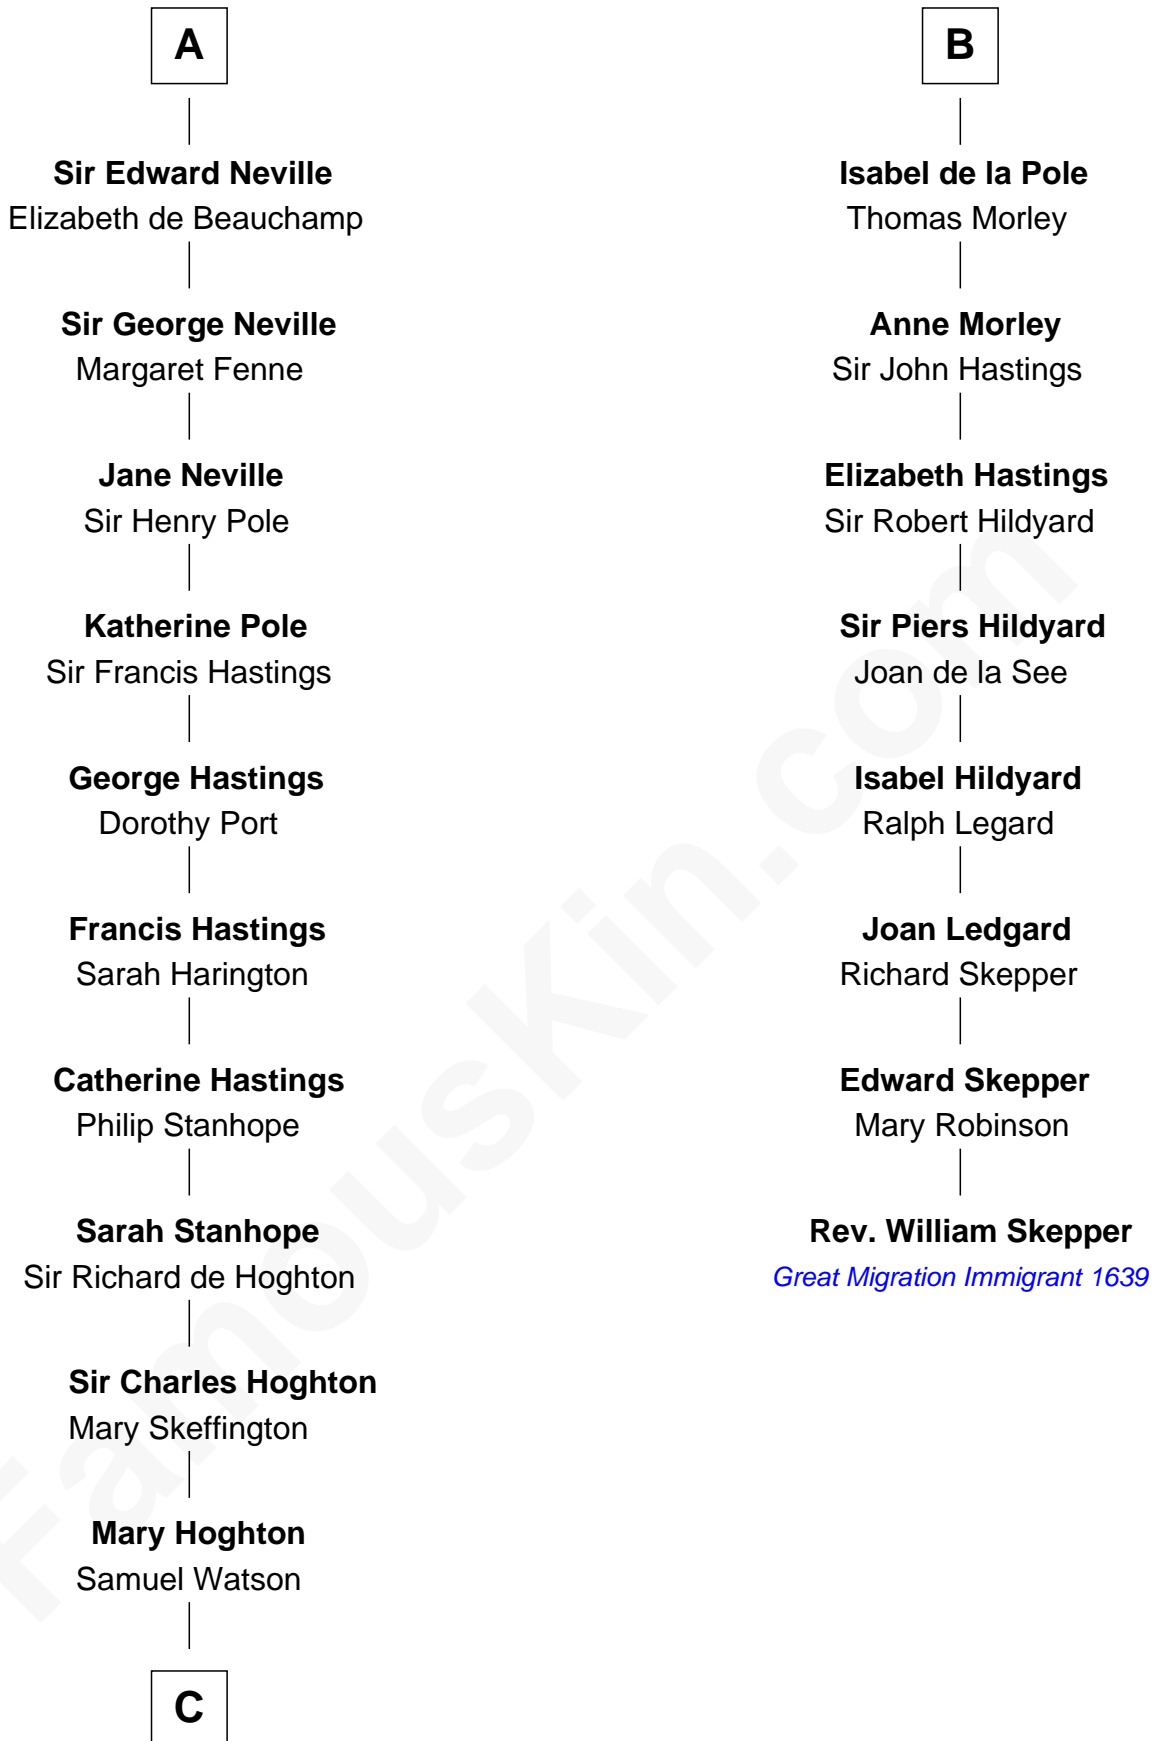 A
Sir Edward Neville
Elizabeth de Beauchamp
Sir George Neville
Margaret Fenne
Jane Neville
Sir Henry Pole
Katherine Pole
Sir Francis Hastings
George Hastings
Dorothy Port
Francis Hastings
Sarah Harington
Catherine Hastings
Philip Stanhope
Sarah Stanhope
Sir Richard de Hoghton
Sir Charles Hoghton
Mary Skeffington
Mary Hoghton
Samuel Watson
C
B
Isabel de la Pole
Thomas Morley
Anne Morley
Sir John Hastings
Elizabeth Hastings
Sir Robert Hildyard
Sir Piers Hildyard
Joan de la See
Isabel Hildyard
Ralph Legard
Joan Ledgard
Richard Skepper
Edward Skepper
Mary Robinson
Rev. William Skepper
Great Migration Immigrant 1639
FamousKin.com